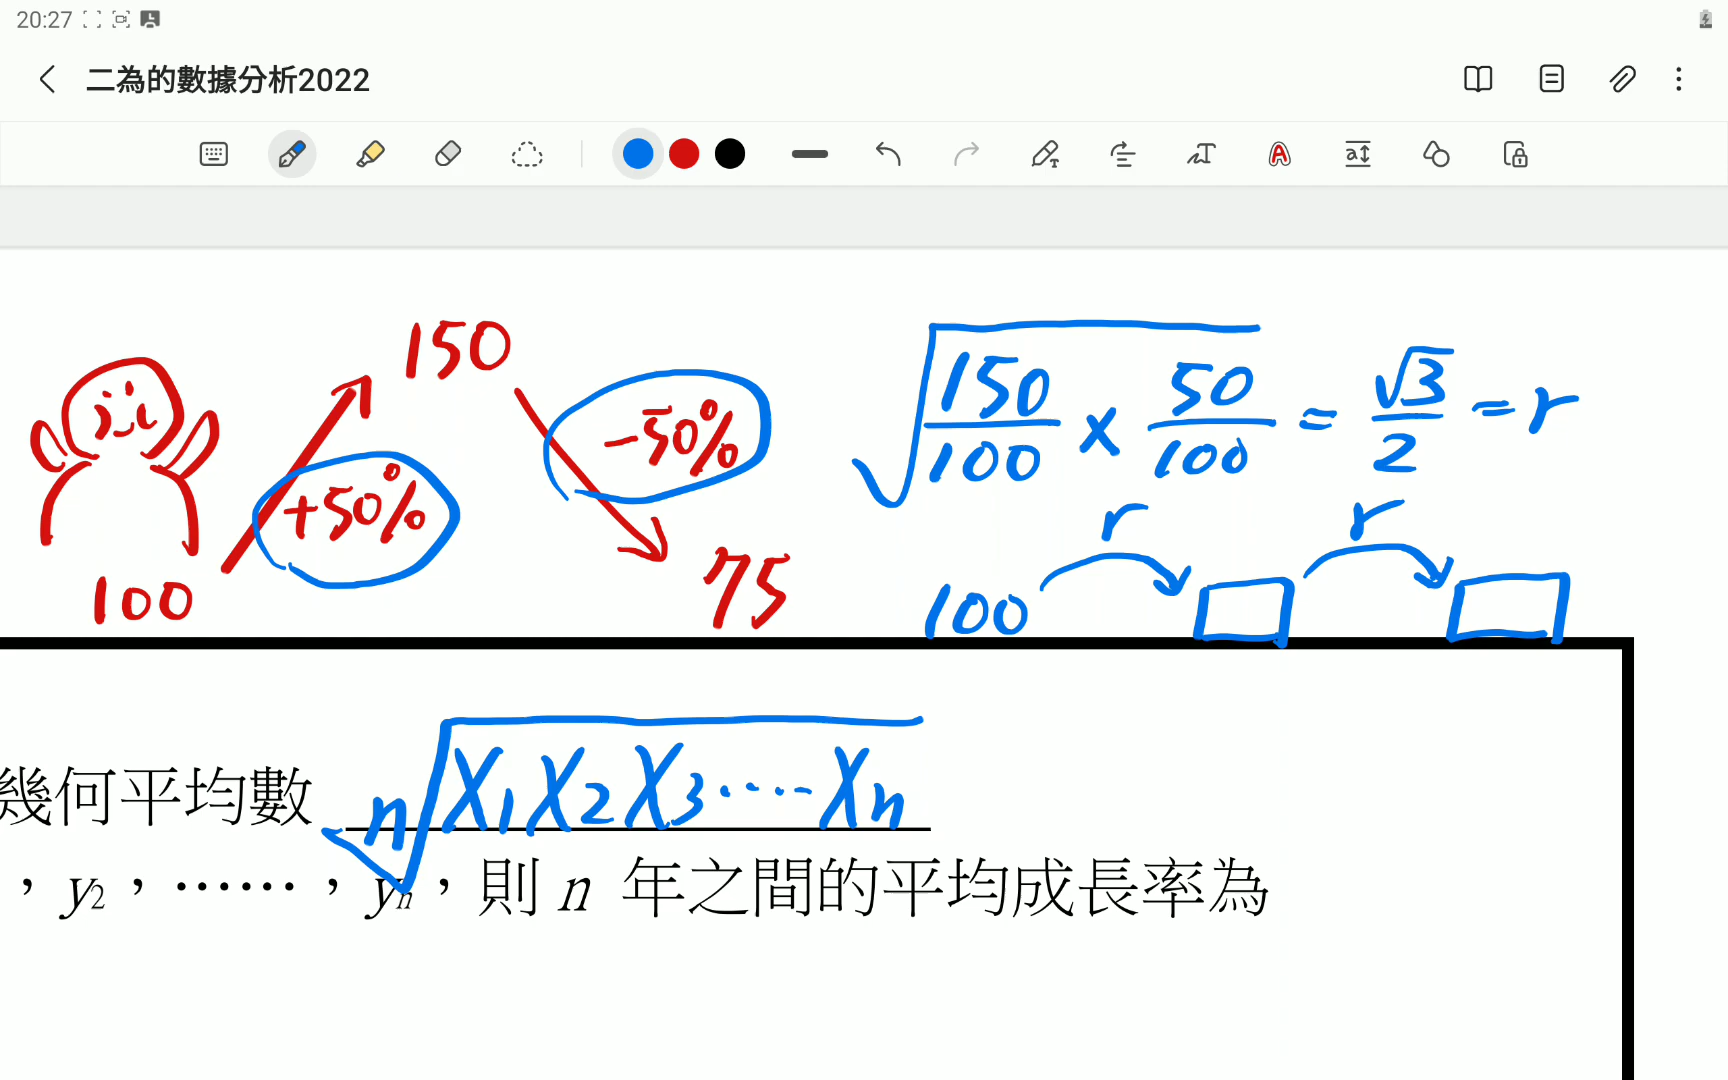 20:27
二為的數據分析2022
150
-50%
+50%
100
75
√150/100 × 50/100 = √3/2 = r
r r
100
幾何平均數 ⁿ√X₁X₂X₃⋯⋯Xₙ
，y₂，⋯⋯，yₙ，則 n 年之間的平均成長率為